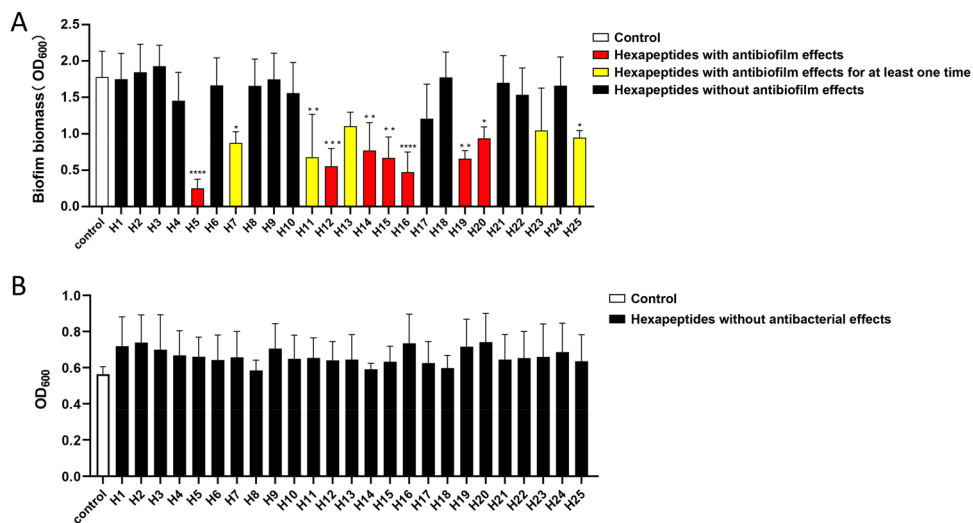 A
Biofim biomass( OD600)
2.5
2.0
1.5
1.0
0.5
0.0
****
*
* *
* * *
* *
* *
****
* *
*
*
control
H1
H2
H3
H4
H5
H6
H7
H8
H9
H10
H11
H12
H13
H14
H15
H16
H17
H18
H19
H20
H21
H22
H23
H24
H25
Control
Hexapeptides with antibiofilm effects
Hexapeptides with antibiofilm effects for at least one time
Hexapeptides without antibiofilm effects
B
OD600
1.0
0.8
0.6
0.4
0.2
0.0
control
H1
H2
H3
H4
H5
H6
H7
H8
H9
H10
H11
H12
H13
H14
H15
H16
H17
H18
H19
H20
H21
H22
H23
H24
H25
Control
Hexapeptides without antibacterial effects